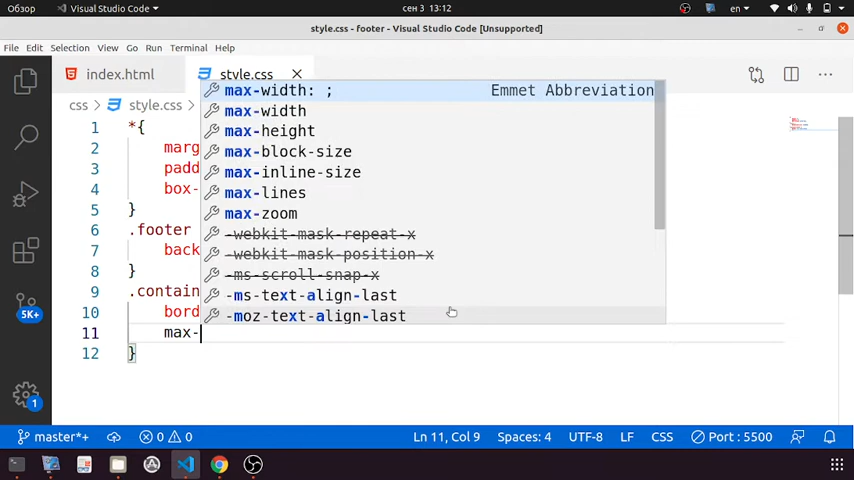 Обзор Visual Studio Code сен 3 13:12 en
style.css - footer - Visual Studio Code [Unsupported]
File Edit Selection View Go Run Terminal Help
index.html style.css
css style.css
max-width: ; Emmet Abbreviation
max-width
max-height
max-block-size
max-inline-size
max-lines
max-zoom
-webkit-mask-repeat-x
-webkit-mask-position-x
-ms-scroll-snap-x
-ms-text-align-last
-moz-text-align-last
1 *{
2 marg
3 padd
4 box-
5 }
6 .footer
7 back
8 }
9 .contain
10 bord
11 max-
12 }
5K+
1
master*+ 0 0 Ln 11, Col 9 Spaces: 4 UTF-8 LF CSS Port : 5500